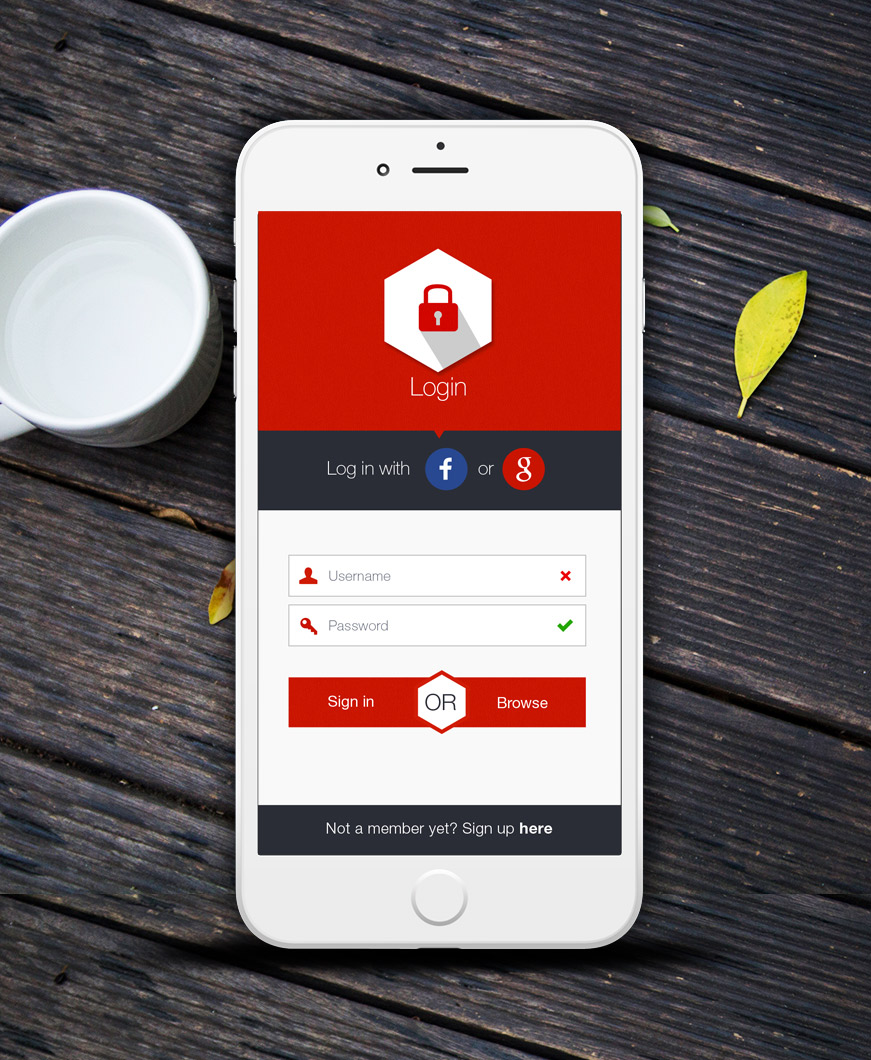 Login
Log in with f or g
Username
Password
Sign in OR Browse
Not a member yet? Sign up here